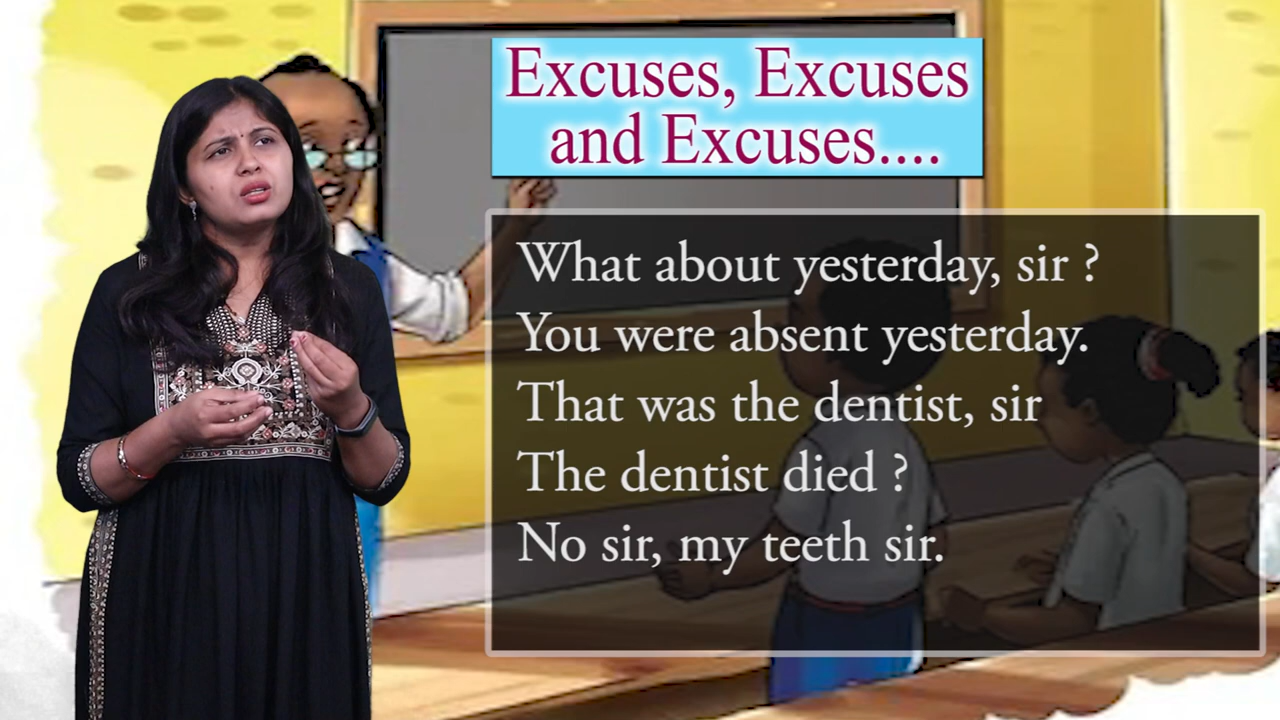 Excuses, Excuses
and Excuses....
What about yesterday, sir ?
You were absent yesterday.
That was the dentist, sir
The dentist died ?
No sir, my teeth sir.